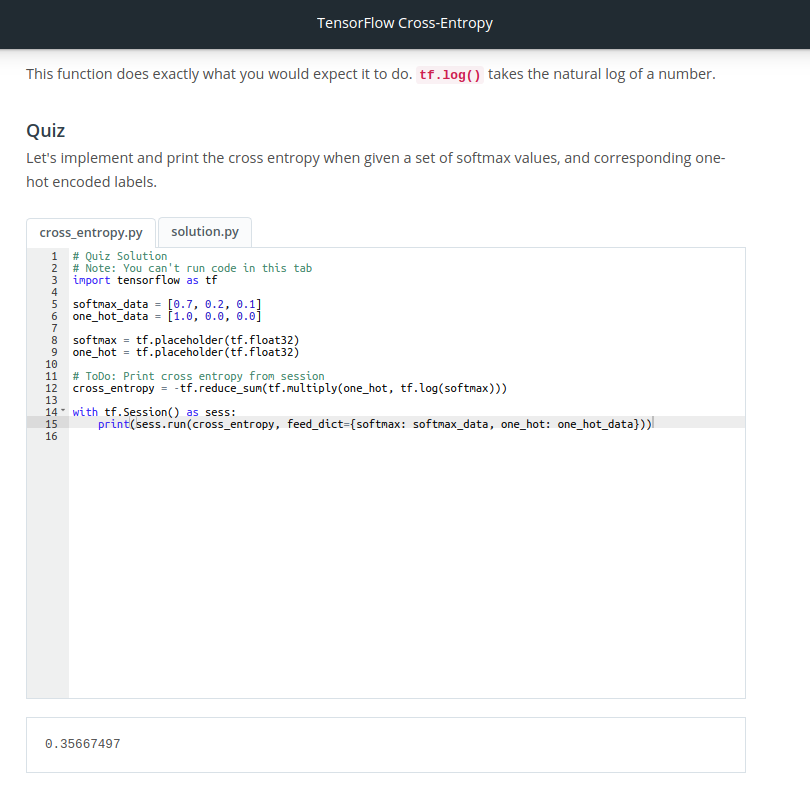 TensorFlow Cross-Entropy
This function does exactly what you would expect it to do. tf.log() takes the natural log of a number.
Quiz
Let's implement and print the cross entropy when given a set of softmax values, and corresponding one-
hot encoded labels.
cross_entropy.py solution.py
1 # Quiz Solution
2 # Note: You can't run code in this tab
3 import tensorflow as tf
4
5 softmax_data = [0.7, 0.2, 0.1]
6 one_hot_data = [1.0, 0.0, 0.0]
7
8 softmax = tf.placeholder(tf.float32)
9 one_hot = tf.placeholder(tf.float32)
10
11 # ToDo: Print cross entropy from session
12 cross_entropy = -tf.reduce_sum(tf.multiply(one_hot, tf.log(softmax)))
13
14 with tf.Session() as sess:
15 print(sess.run(cross_entropy, feed_dict={softmax: softmax_data, one_hot: one_hot_data}))
16
0.35667497